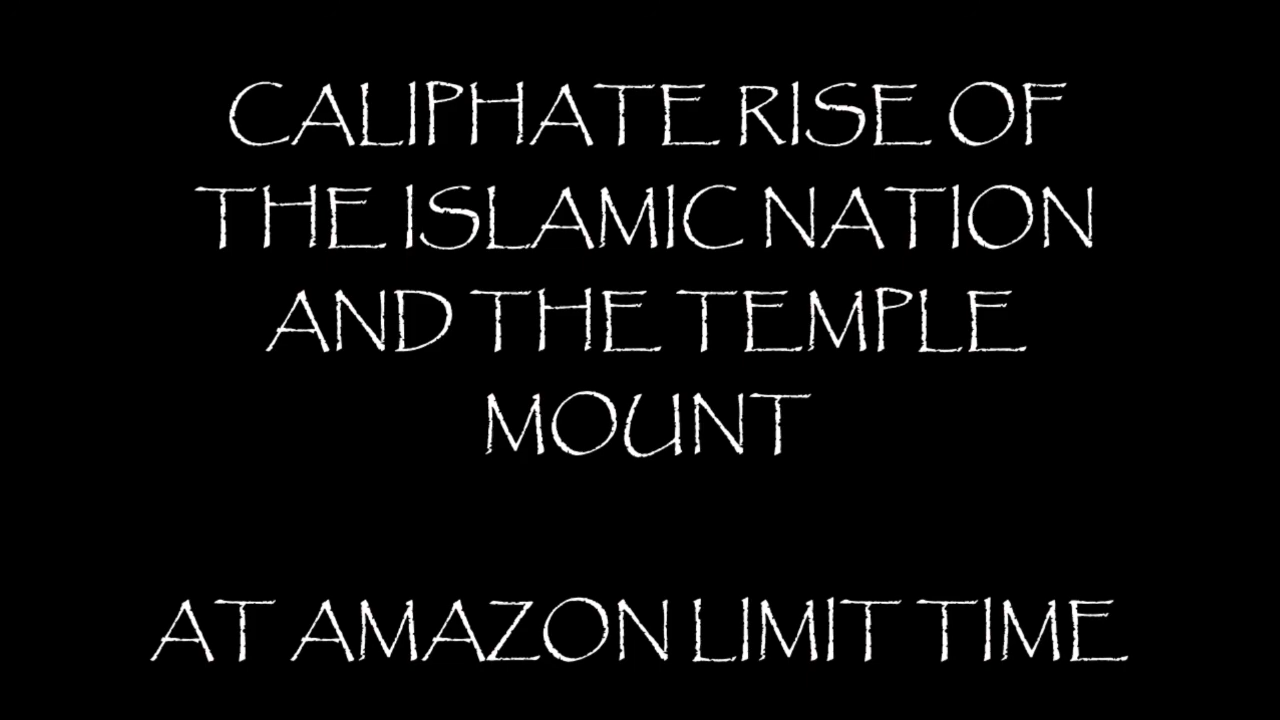 CALIPHATE RISE OF
THE ISLAMIC NATION
AND THE TEMPLE
MOUNT
AT AMAZON LIMIT TIME